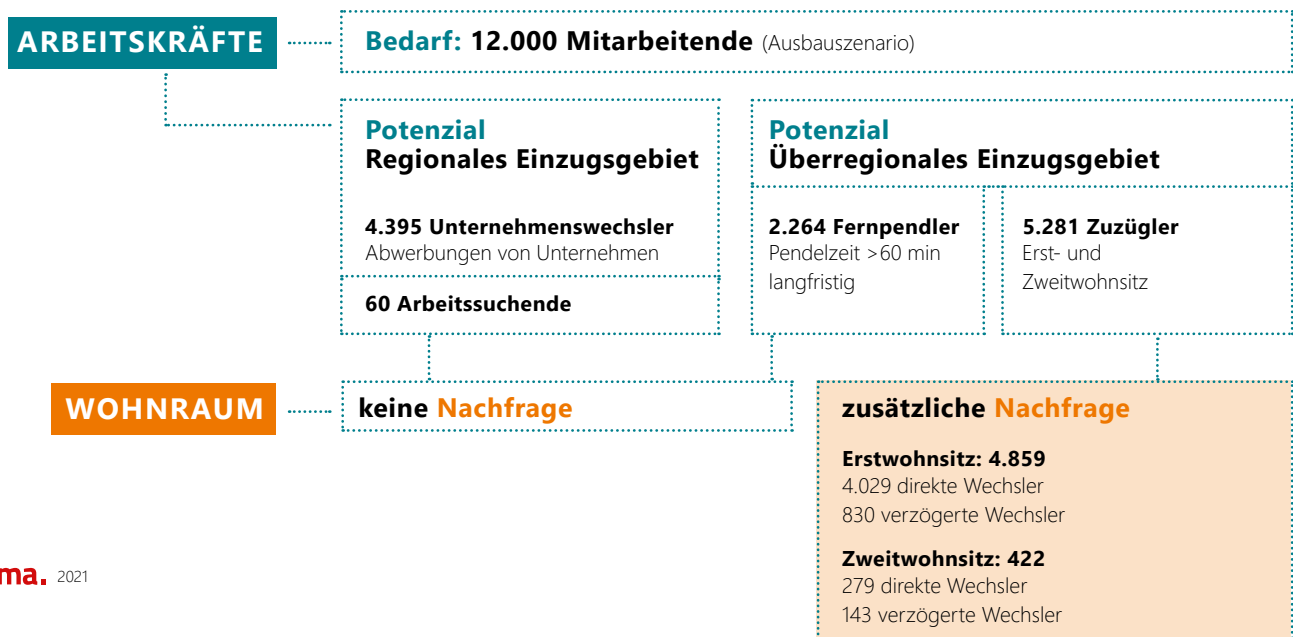 ARBEITSKRÄFTE
Bedarf: 12.000 Mitarbeitende (Ausbauszenario)
Potenzial
Regionales Einzugsgebiet
4.395 Unternehmenswechsler
Abwerbungen von Unternehmen
60 Arbeitssuchende
Potenzial
Überregionales Einzugsgebiet
2.264 Fernpendler
Pendelzeit >60 min
langfristig
5.281 Zuzügler
Erst- und
Zweitwohnsitz
WOHNRAUM
keine Nachfrage
zusätzliche Nachfrage
Erstwohnsitz: 4.859
4.029 direkte Wechsler
830 verzögerte Wechsler
Zweitwohnsitz: 422
279 direkte Wechsler
143 verzögerte Wechsler
2021